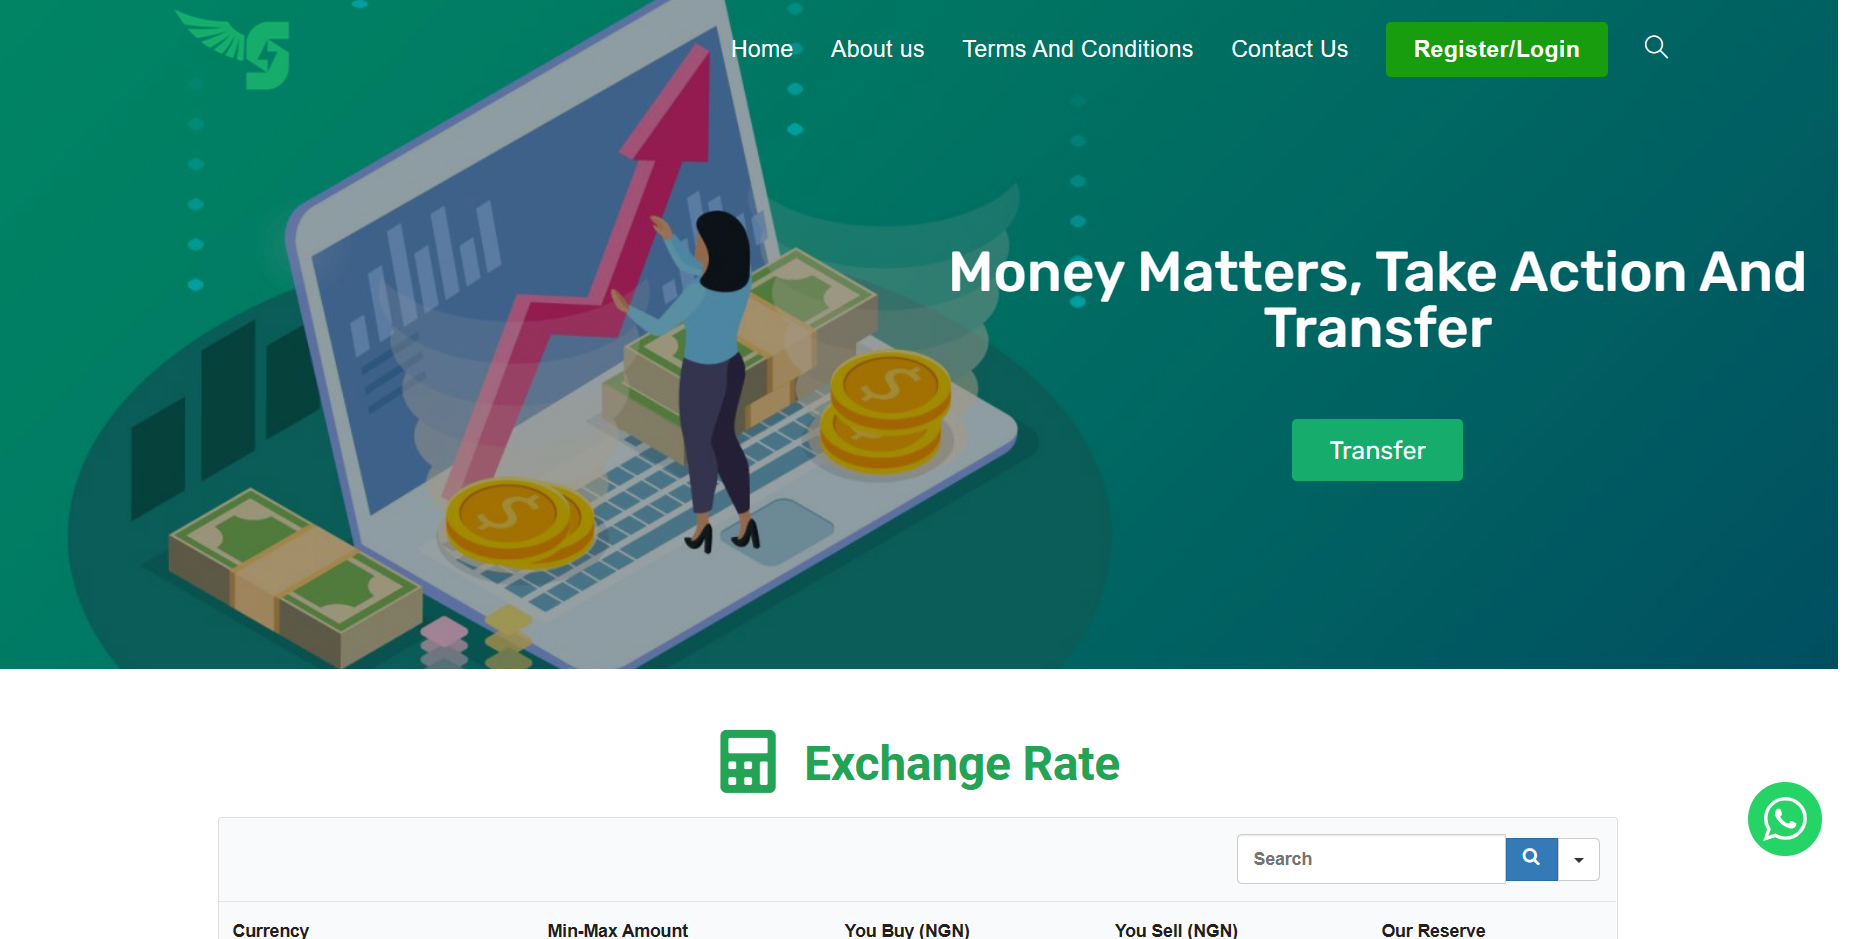 Home About us Terms And Conditions Contact Us Register/Login
Money Matters, Take Action And
Transfer
Transfer
Exchange Rate
Search
Currency Min-Max Amount You Buy (NGN) You Sell (NGN) Our Reserve